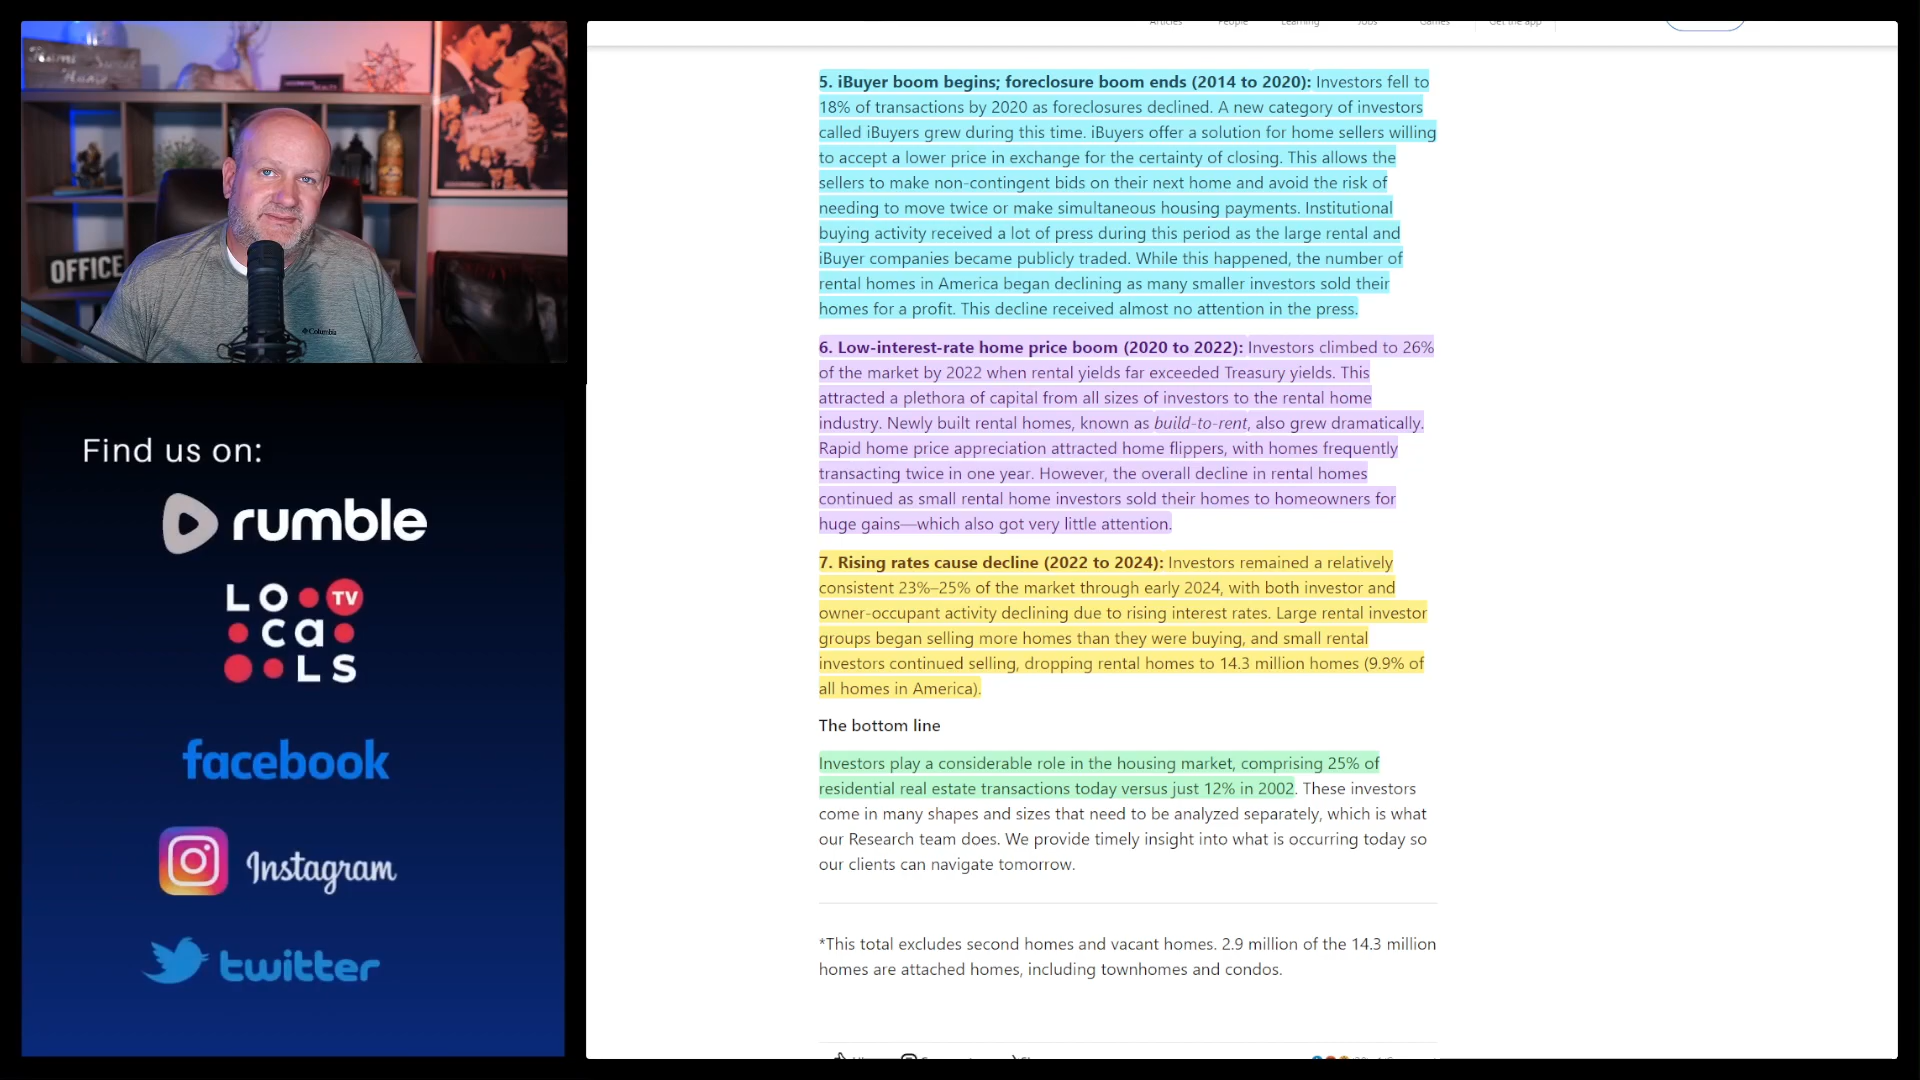 Home Sweet
Home
OFFICE
Columbia
Find us on:
rumble
LO TV
ca
LS
facebook
Instagram
twitter
Articles People Learning Jobs Games Get the app
5. iBuyer boom begins; foreclosure boom ends (2014 to 2020): Investors fell to
18% of transactions by 2020 as foreclosures declined. A new category of investors
called iBuyers grew during this time. iBuyers offer a solution for home sellers willing
to accept a lower price in exchange for the certainty of closing. This allows the
sellers to make non-contingent bids on their next home and avoid the risk of
needing to move twice or make simultaneous housing payments. Institutional
buying activity received a lot of press during this period as the large rental and
iBuyer companies became publicly traded. While this happened, the number of
rental homes in America began declining as many smaller investors sold their
homes for a profit. This decline received almost no attention in the press.
6. Low-interest-rate home price boom (2020 to 2022): Investors climbed to 26%
of the market by 2022 when rental yields far exceeded Treasury yields. This
attracted a plethora of capital from all sizes of investors to the rental home
industry. Newly built rental homes, known as build-to-rent, also grew dramatically.
Rapid home price appreciation attracted home flippers, with homes frequently
transacting twice in one year. However, the overall decline in rental homes
continued as small rental home investors sold their homes to homeowners for
huge gains—which also got very little attention.
7. Rising rates cause decline (2022 to 2024): Investors remained a relatively
consistent 23%–25% of the market through early 2024, with both investor and
owner-occupant activity declining due to rising interest rates. Large rental investor
groups began selling more homes than they were buying, and small rental
investors continued selling, dropping rental homes to 14.3 million homes (9.9% of
all homes in America).
The bottom line
Investors play a considerable role in the housing market, comprising 25% of
residential real estate transactions today versus just 12% in 2002. These investors
come in many shapes and sizes that need to be analyzed separately, which is what
our Research team does. We provide timely insight into what is occurring today so
our clients can navigate tomorrow.
*This total excludes second homes and vacant homes. 2.9 million of the 14.3 million
homes are attached homes, including townhomes and condos.